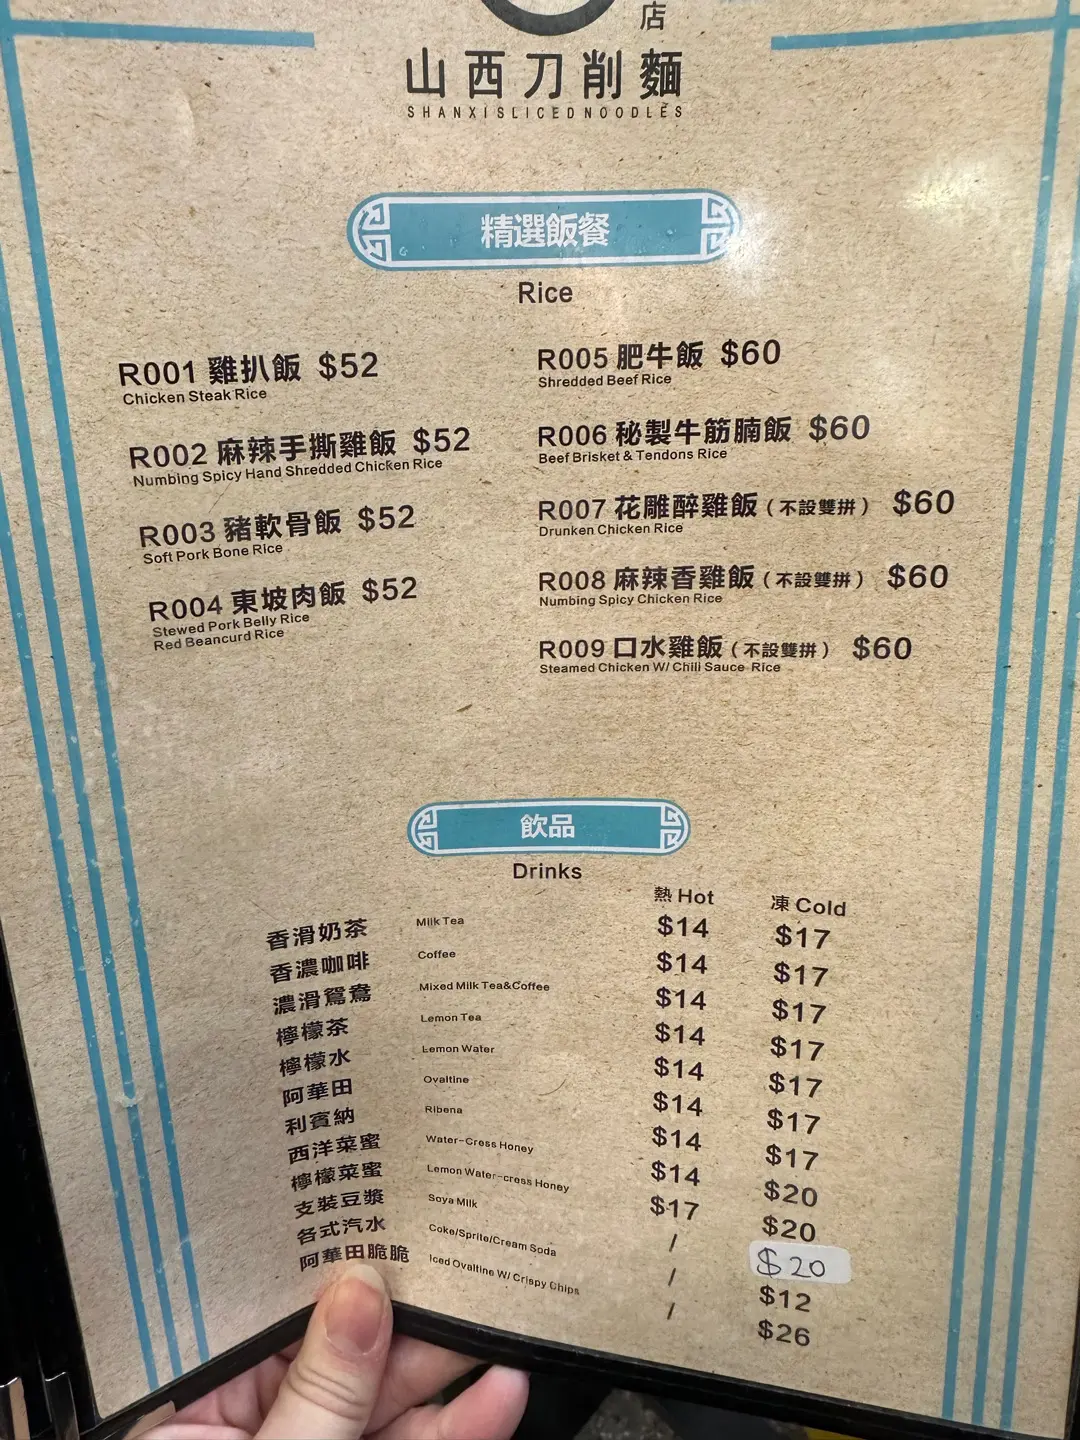 店
山西刀削麵
SHANXISLICEDNOODLES
精選飯餐
Rice
R001 雞扒飯 $52
Chicken Steak Rice
R002 麻辣手撕雞飯 $52
Numbing Spicy Hand Shredded Chicken Rice
R003 豬軟骨飯 $52
Soft Pork Bone Rice
R004 東坡肉飯 $52
Stewed Pork Belly Rice
Red Beancurd Rice
R005 肥牛飯 $60
Shredded Beef Rice
R006 秘製牛筋腩飯 $60
Beef Brisket & Tendons Rice
R007 花雕醉雞飯（不設雙拼） $60
Drunken Chicken Rice
R008 麻辣香雞飯（不設雙拼） $60
Numbing Spicy Chicken Rice
R009 口水雞飯（不設雙拼） $60
Steamed Chicken W/ Chili Sauce Rice
飲品
Drinks
熱 Hot 凍 Cold
香滑奶茶 Milk Tea $14 $17
香濃咖啡 Coffee $14 $17
濃滑鴛鴦 Mixed Milk Tea&Coffee $14 $17
檸檬茶 Lemon Tea $14 $17
檸檬水 Lemon Water $14 $17
阿華田 Ovaltine $14 $17
利賓納 Ribena $14 $17
西洋菜蜜 Water-Cress Honey $14 $20
檸檬菜蜜 Lemon Water-cress Honey $17 $20
支裝豆漿 Soya Milk / $20
各式汽水 Coke/Sprite/Cream Soda / $12
阿華田脆脆 Iced Ovaltine W/ Crispy Chips / $26